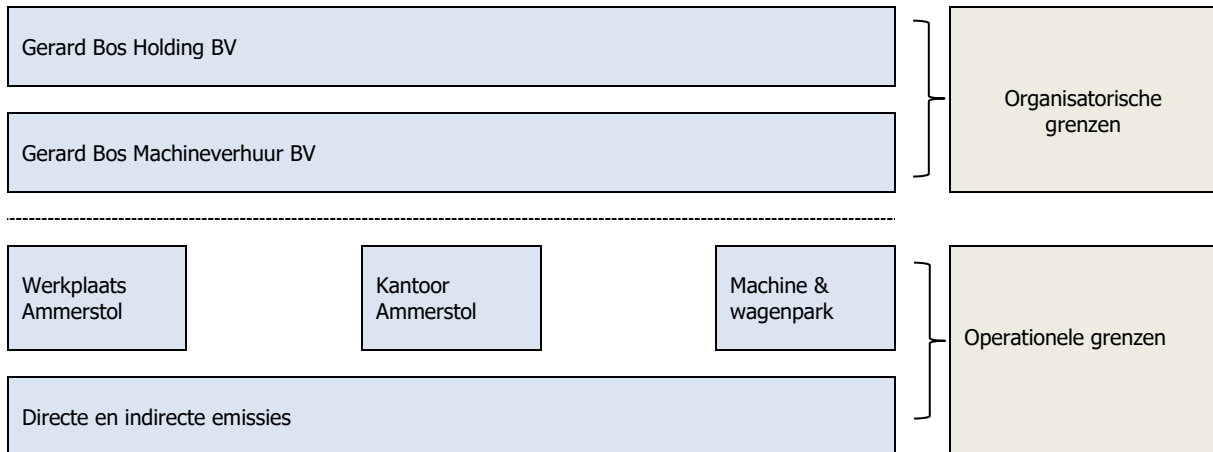 Gerard Bos Holding BV
Organisatorische
grenzen
Gerard Bos Machineverhuur BV
Werkplaats
Ammerstol
Kantoor
Ammerstol
Machine &
wagenpark
Operationele grenzen
Directe en indirecte emissies